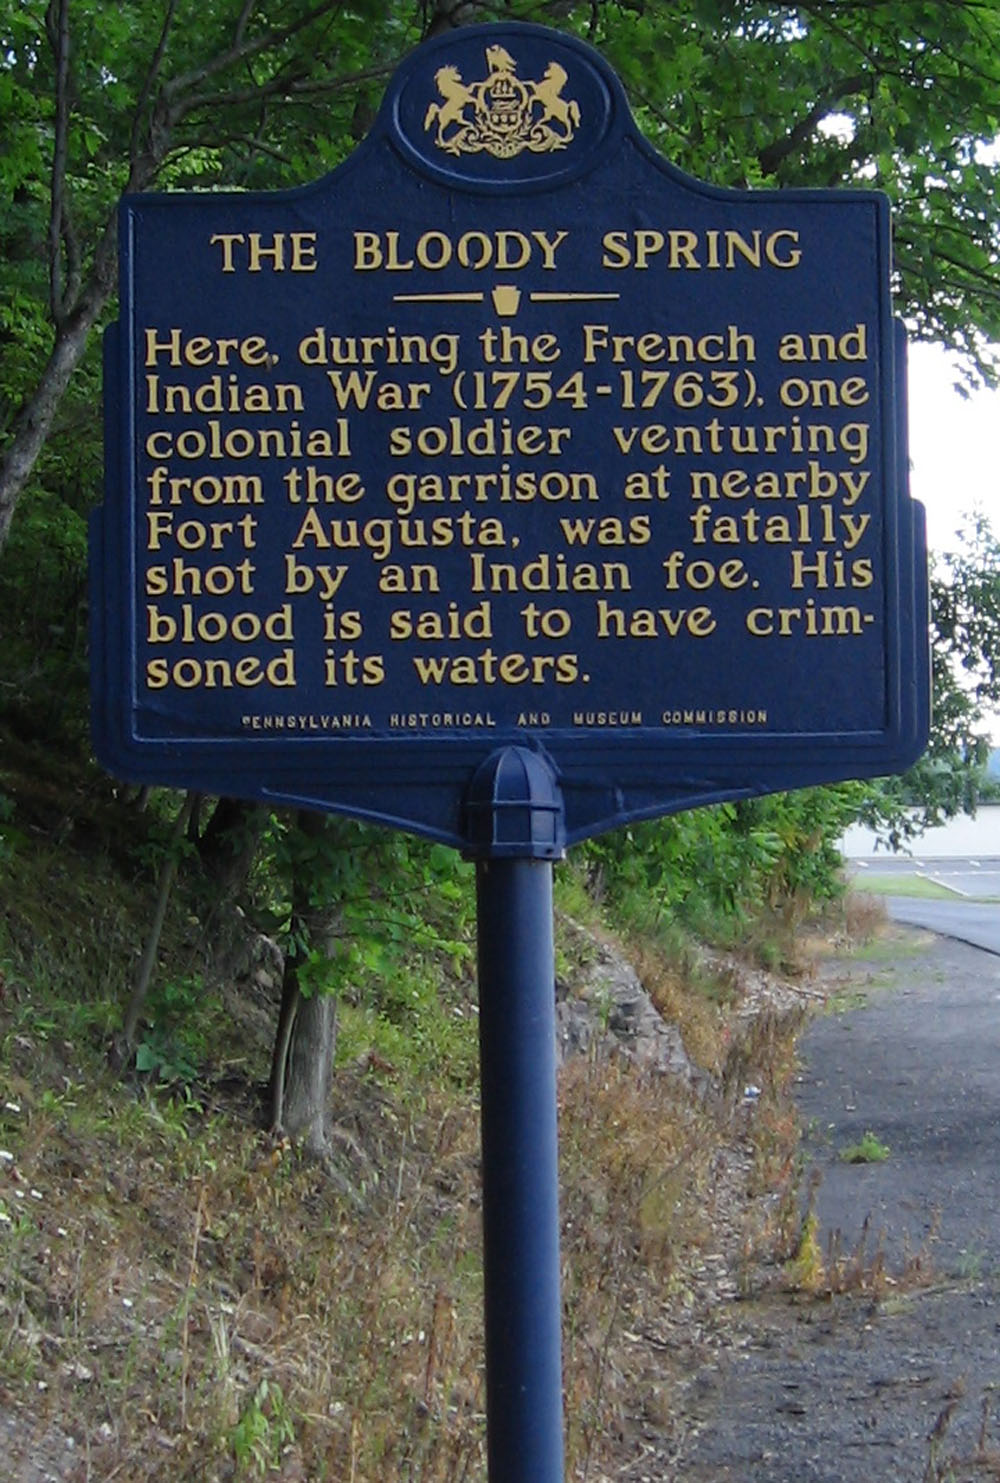 THE BLOODY SPRING
Here, during the French and
Indian War (1754-1763), one
colonial soldier venturing
from the garrison at nearby
Fort Augusta, was fatally
shot by an Indian foe. His
blood is said to have crim-
soned its waters.
PENNSYLVANIA HISTORICAL AND MUSEUM COMMISSION